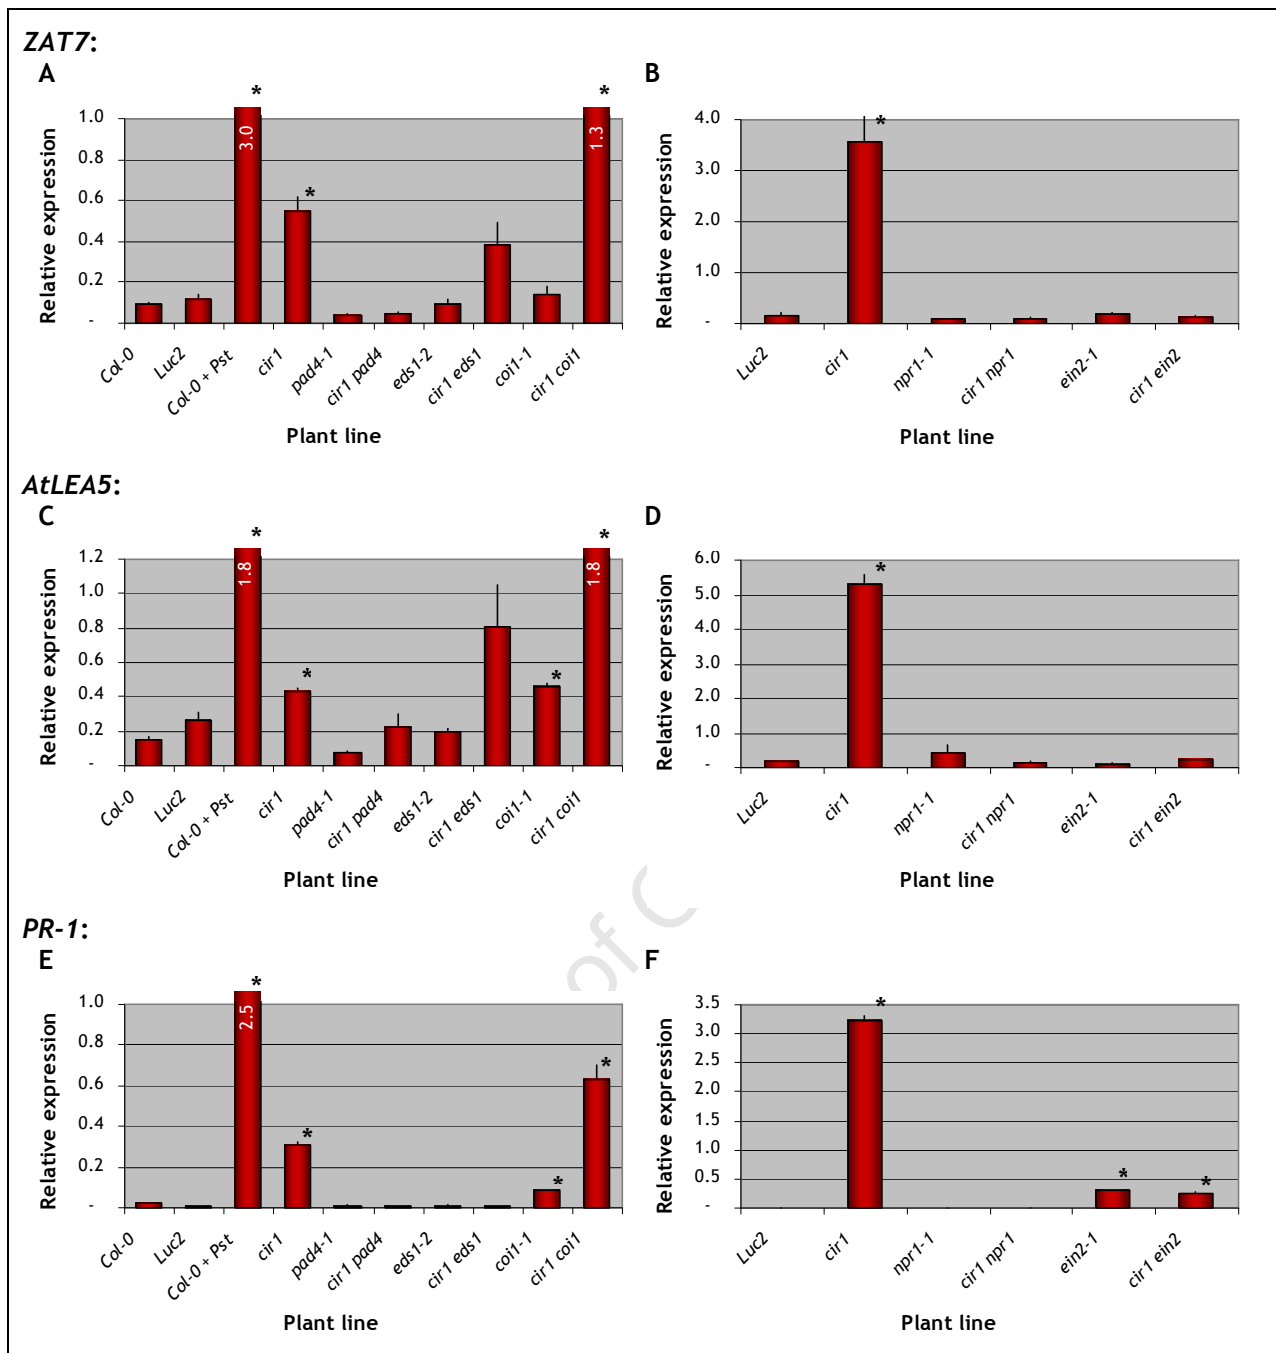 ZAT7:
A
Relative expression
1.0
0.8
0.6
0.4
0.2
-
*
3.0
*
*
1.3
Col-0
Luc2
Col-0 + Pst
cir1
pad4-1
cir1 pad4
eds1-2
cir1 eds1
coi1-1
cir1 coi1
Plant line
B
Relative expression
4.0
3.0
2.0
1.0
-
*
Luc2
cir1
npr1-1
cir1 npr1
ein2-1
cir1 ein2
Plant line
AtLEA5:
C
Relative expression
1.2
1.0
0.8
0.6
0.4
0.2
-
*
1.8
*
*
*
1.8
Col-0
Luc2
Col-0 + Pst
cir1
pad4-1
cir1 pad4
eds1-2
cir1 eds1
coi1-1
cir1 coi1
Plant line
D
Relative expression
6.0
5.0
4.0
3.0
2.0
1.0
-
*
Luc2
cir1
npr1-1
cir1 npr1
ein2-1
cir1 ein2
Plant line
of C
PR-1:
E
Relative expression
1.0
0.8
0.6
0.4
0.2
-
*
2.5
*
*
*
Col-0
Luc2
Col-0 + Pst
cir1
pad4-1
cir1 pad4
eds1-2
cir1 eds1
coi1-1
cir1 coi1
Plant line
F
Relative expression
3.5
3.0
2.5
2.0
1.5
1.0
0.5
-
*
*
*
Luc2
cir1
npr1-1
cir1 npr1
ein2-1
cir1 ein2
Plant line